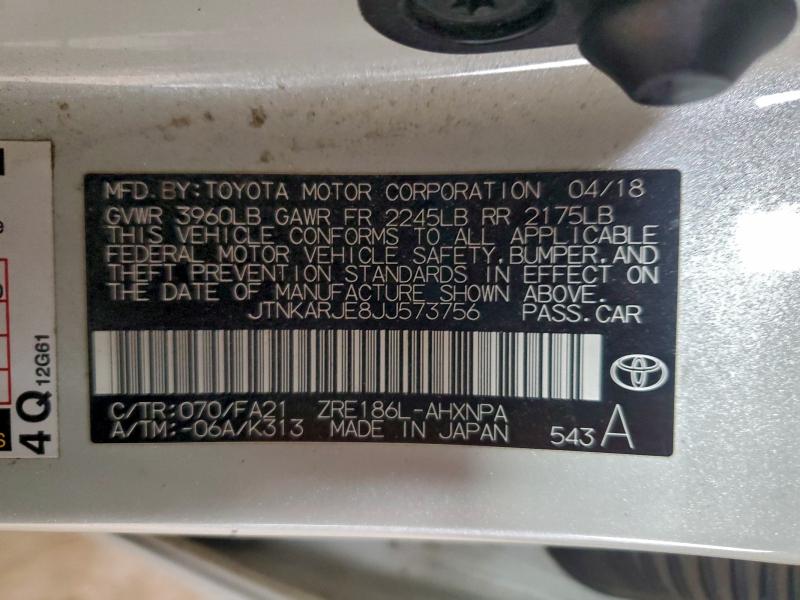 MFD. BY: TOYOTA MOTOR CORPORATION 04/18
GVWR 3960LB GAWR FR 2245LB RR 2175LB
THIS VEHICLE CONFORMS TO ALL APPLICABLE
FEDERAL MOTOR VEHICLE SAFETY, BUMPER, AND
THEFT PREVENTION STANDARDS IN EFFECT ON
THE DATE OF MANUFACTURE SHOWN ABOVE.
JTNKARJE8JJ573756 PASS.CAR
C/TR:070/FA21 ZRE186L-AHXNPA
A/TM:-06A/K313 MADE IN JAPAN 543 A
4Q 12G61